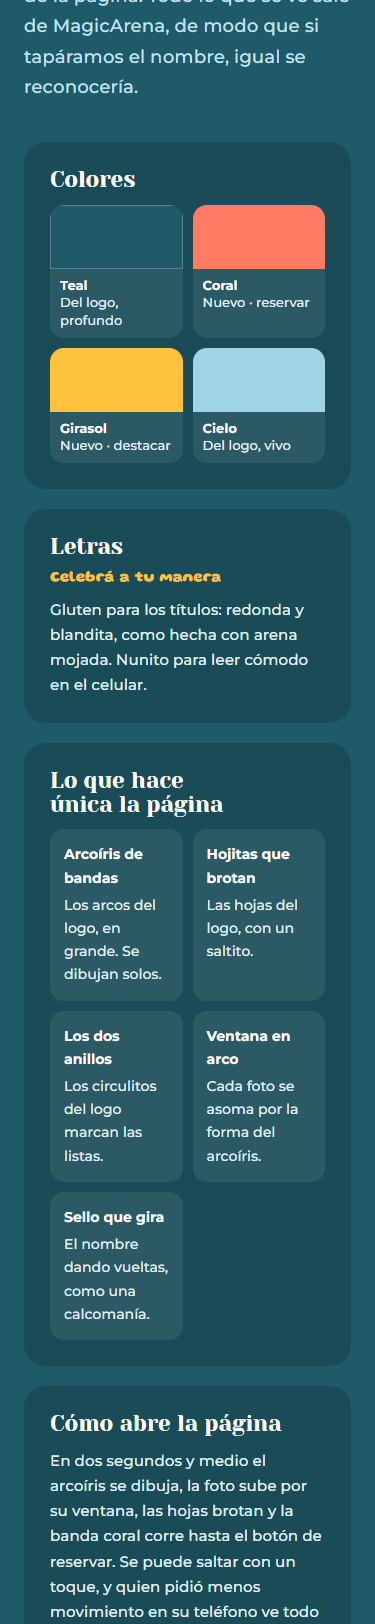 de la página. Todo lo que se ve sale
de MagicArena, de modo que si
tapáramos el nombre, igual se
reconocería.
Colores
Teal
Del logo,
profundo
Coral
Nuevo · reservar
Girasol
Nuevo · destacar
Cielo
Del logo, vivo
Letras
Celebrá a tu manera
Gluten para los títulos: redonda y
blandita, como hecha con arena
mojada. Nunito para leer cómodo
en el celular.
Lo que hace
única la página
Arcoíris de
bandas
Los arcos del
logo, en
grande. Se
dibujan solos.
Hojitas que
brotan
Las hojas del
logo, con un
saltito.
Los dos
anillos
Los circulitos
del logo
marcan las
listas.
Ventana en
arco
Cada foto se
asoma por la
forma del
arcoíris.
Sello que gira
El nombre
dando vueltas,
como una
calcomanía.
Cómo abre la página
En dos segundos y medio el
arcoíris se dibuja, la foto sube por
su ventana, las hojas brotan y la
banda coral corre hasta el botón de
reservar. Se puede saltar con un
toque, y quien pidió menos
movimiento en su teléfono ve todo